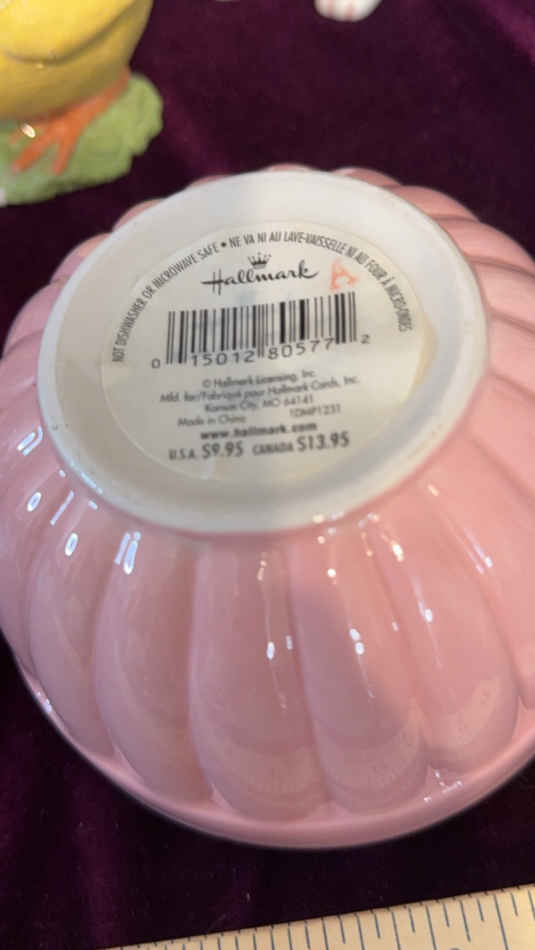 NOT DISHWASHER OR MICROWAVE SAFE • NE VA NI AU LAVE-VAISSELLE NI AU FOUR À MICRO-ONDES
Hallmark A
0 15012 80577 2
© Hallmark Licensing, Inc.
Mfd. for/Fabriqué pour Hallmark Cards, Inc.
Kansas City, MO 64141
Made in China 1DMP1231
www.hallmark.com
U.S.A. $9.95 CANADA $13.95